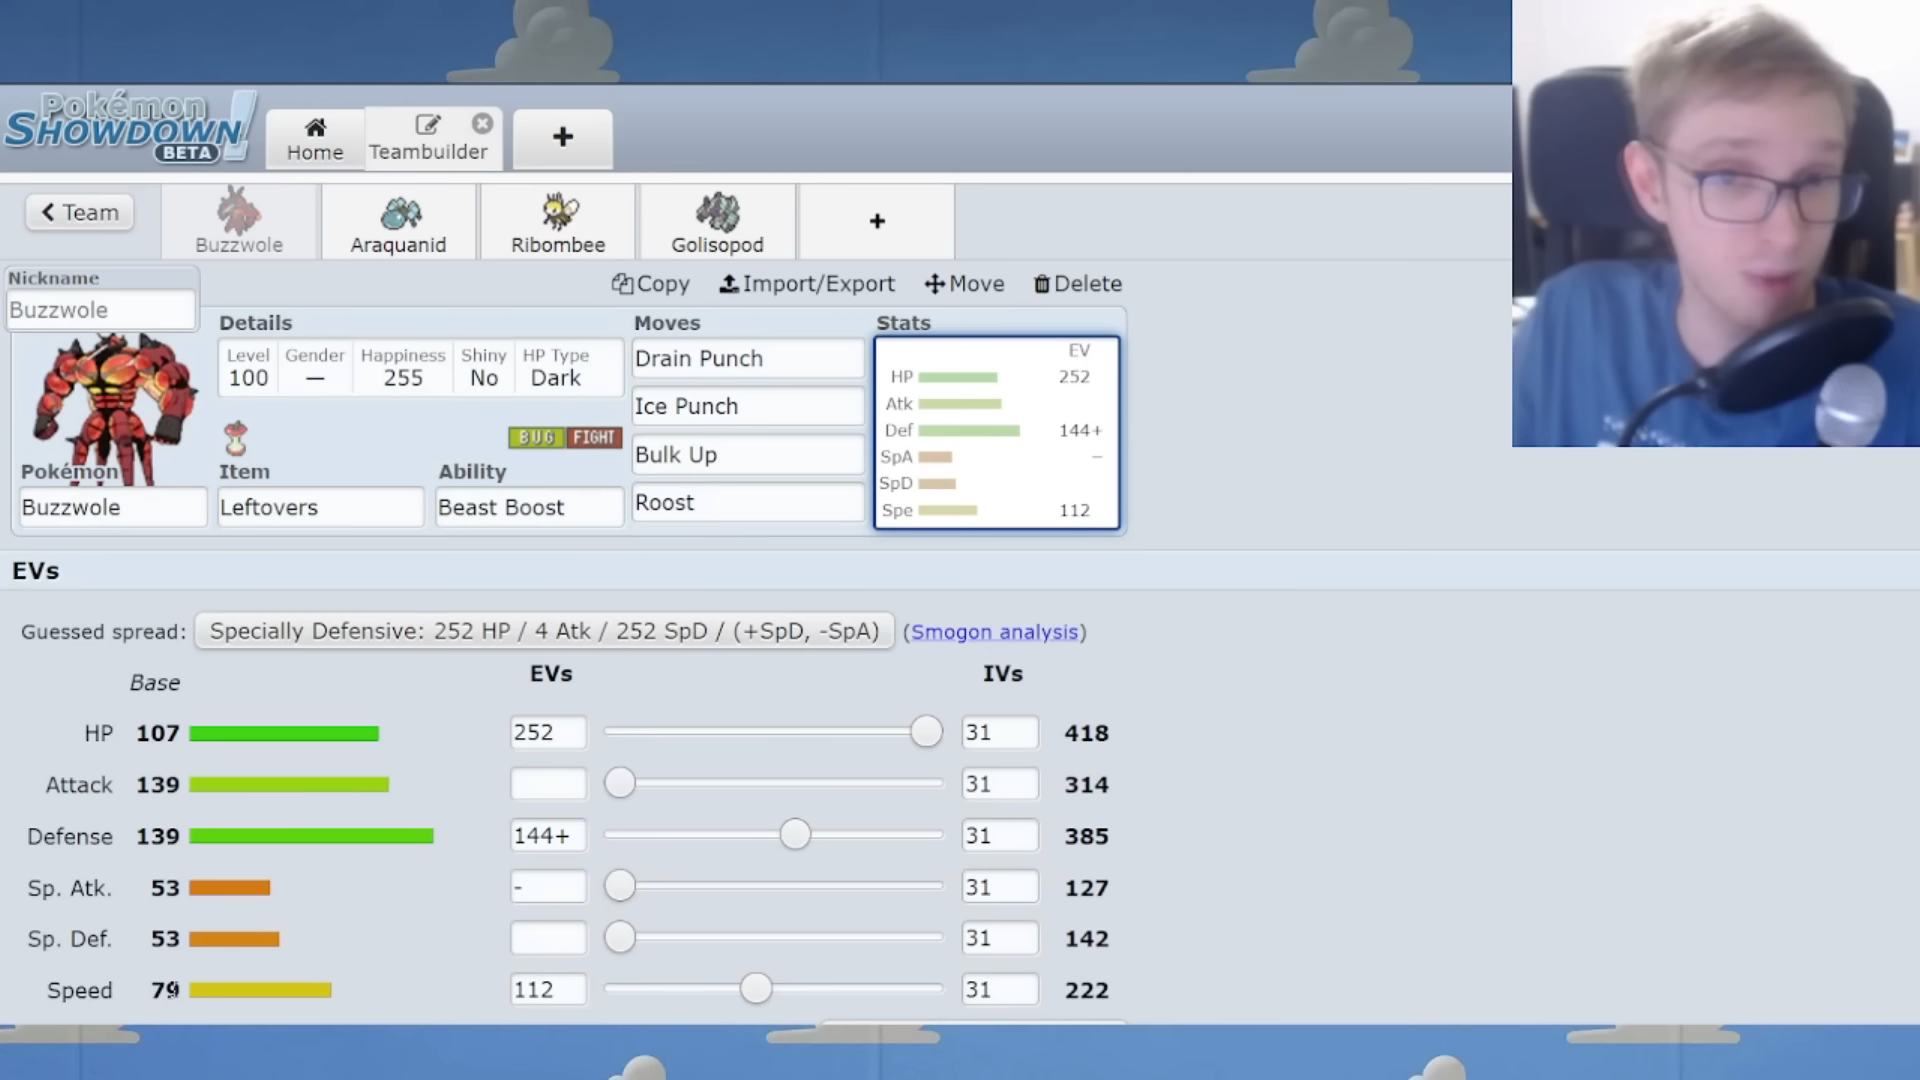 Pokémon
SHOWDOWN!
BETA
Home
Teambuilder
+
Team
Buzzwole
Araquanid
Ribombee
Golisopod
+
Nickname
Buzzwole
Copy
Import/Export
Move
Delete
Details
Level
100
Gender
—
Happiness
255
Shiny
No
HP Type
Dark
BUG
FIGHT
Pokémon
Buzzwole
Item
Leftovers
Ability
Beast Boost
Moves
Drain Punch
Ice Punch
Bulk Up
Roost
Stats
EV
HP 252
Atk
Def 144+
SpA –
SpD
Spe 112
EVs
Guessed spread: Specially Defensive: 252 HP / 4 Atk / 252 SpD / (+SpD, -SpA) (Smogon analysis)
Base EVs IVs
HP 107 252 31 418
Attack 139 31 314
Defense 139 144+ 31 385
Sp. Atk. 53 - 31 127
Sp. Def. 53 31 142
Speed 79 112 31 222